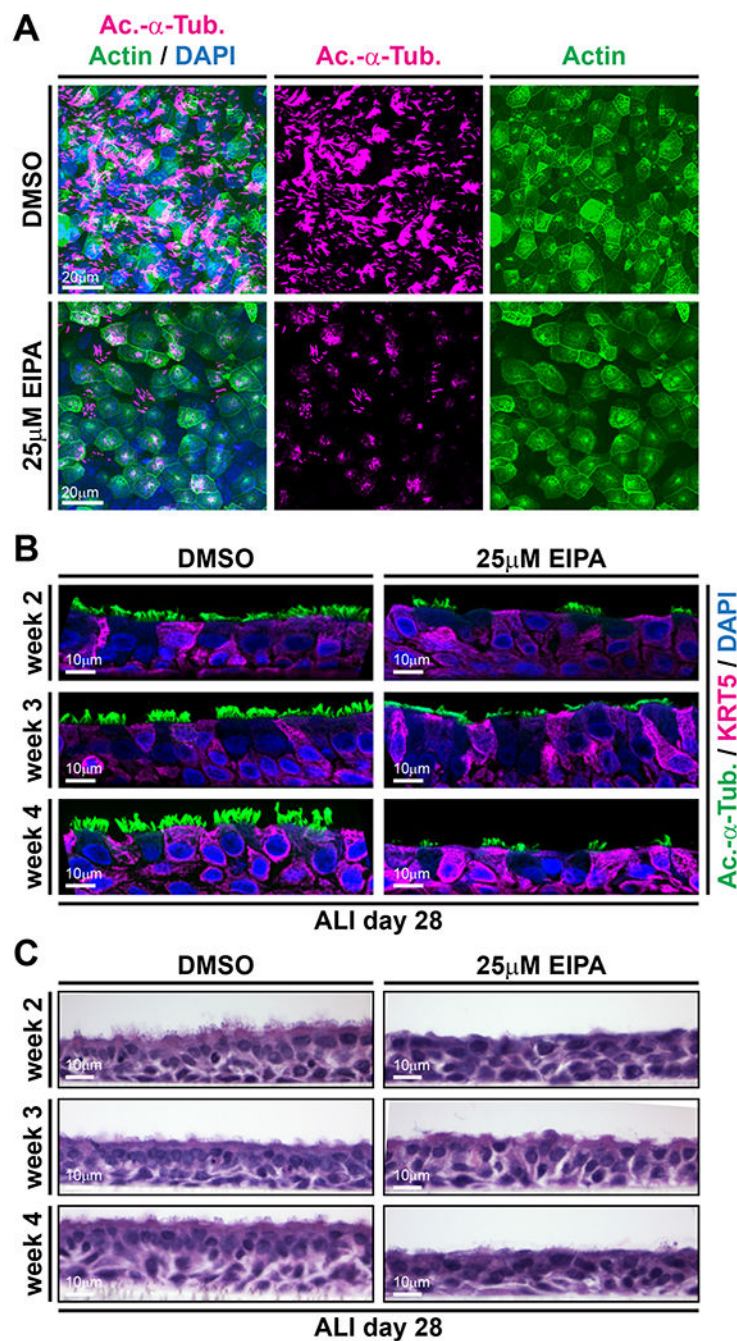 A
Ac.-α-Tub.
Actin / DAPI
Ac.-α-Tub.
Actin
DMSO
20μm
25μM EIPA
20μm
B
DMSO
25μM EIPA
week 2
10μm
10μm
week 3
10μm
10μm
week 4
10μm
10μm
Ac.-α-Tub. / KRT5 / DAPI
ALI day 28
C
DMSO
25μM EIPA
week 2
10μm
10μm
week 3
10μm
10μm
week 4
10μm
10μm
ALI day 28